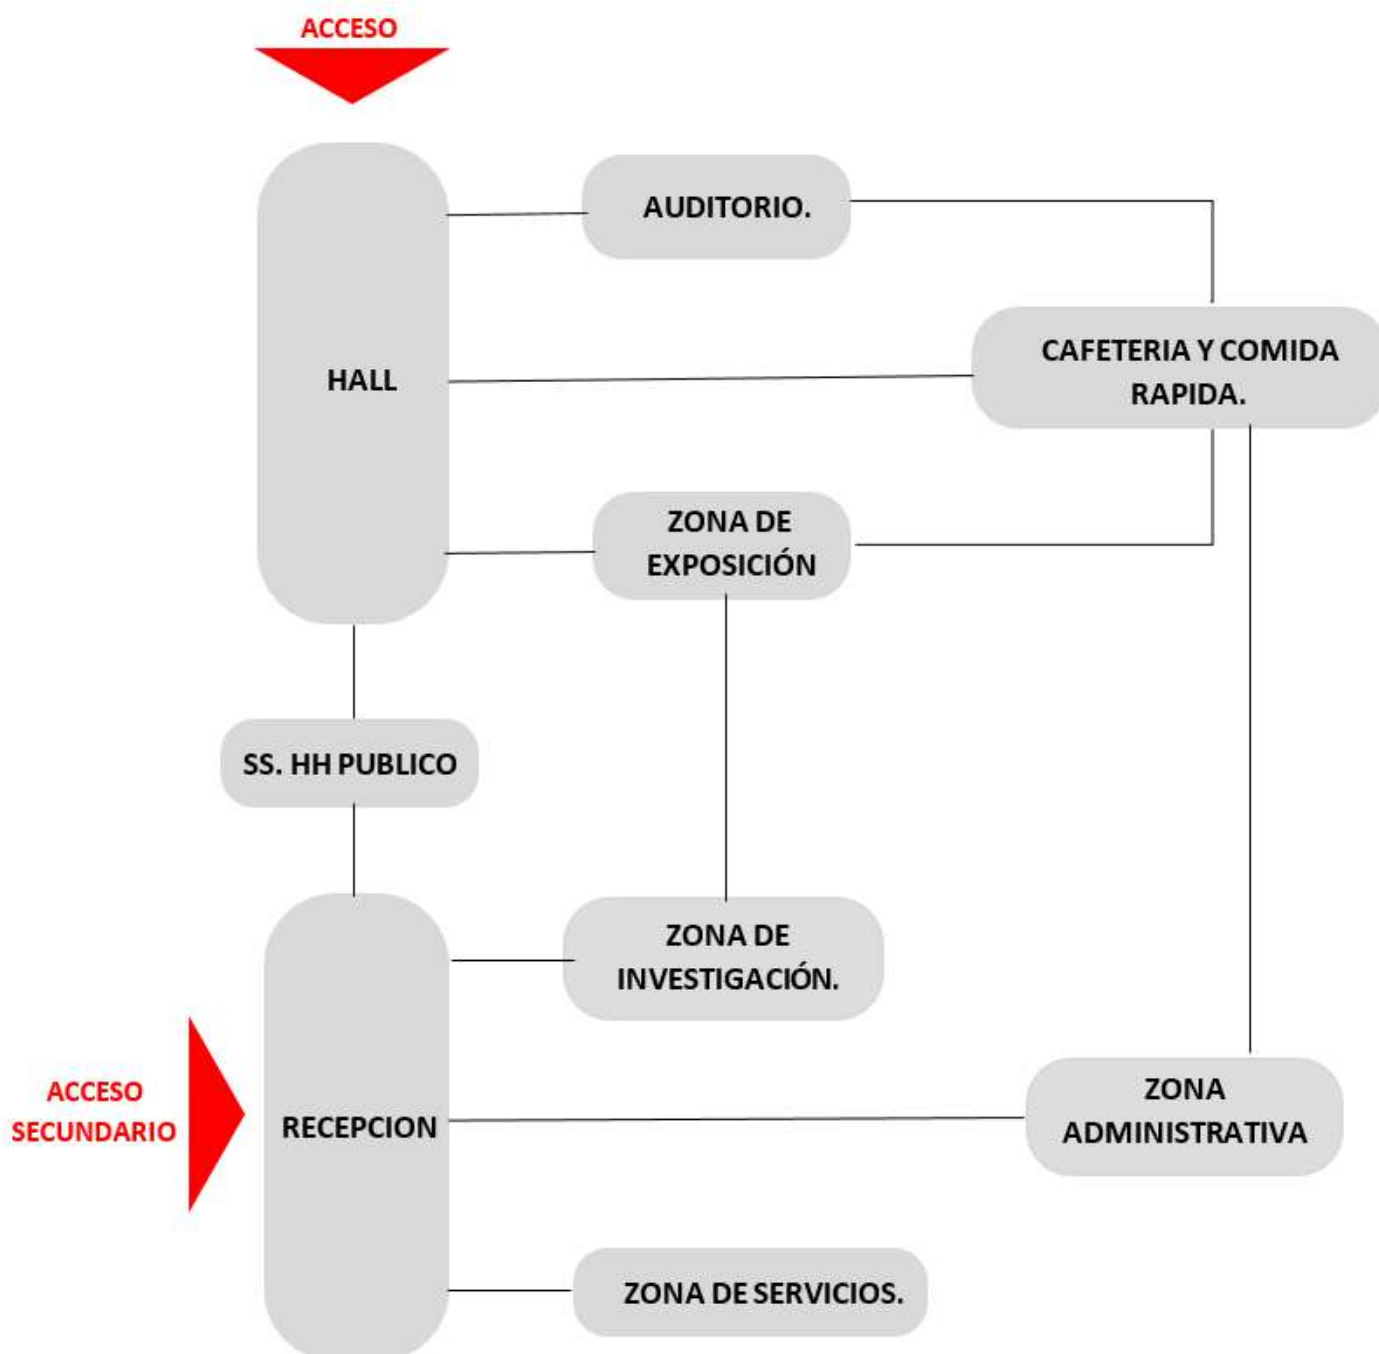 ACCESO
AUDITORIO.
HALL
CAFETERIA Y COMIDA
RAPIDA.
ZONA DE
EXPOSICIÓN
SS. HH PUBLICO
ZONA DE
INVESTIGACIÓN.
ACCESO
SECUNDARIO
RECEPCION
ZONA
ADMINISTRATIVA
ZONA DE SERVICIOS.